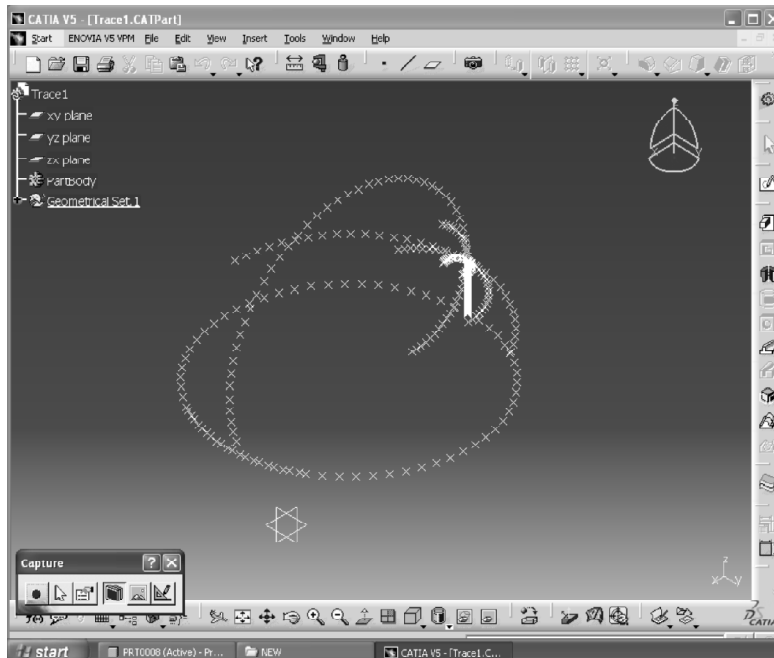 CATIA V5 - [Trace1.CATPart]
Start ENOVIA V5 VPM File Edit View Insert Tools Window Help
Trace1
xy plane
yz plane
zx plane
PartBody
Geometrical Set.1
Capture
z
x y
CATIA
start PRT0008 (Active) - Pr... NEW CATIA V5 - [Trace1.C...